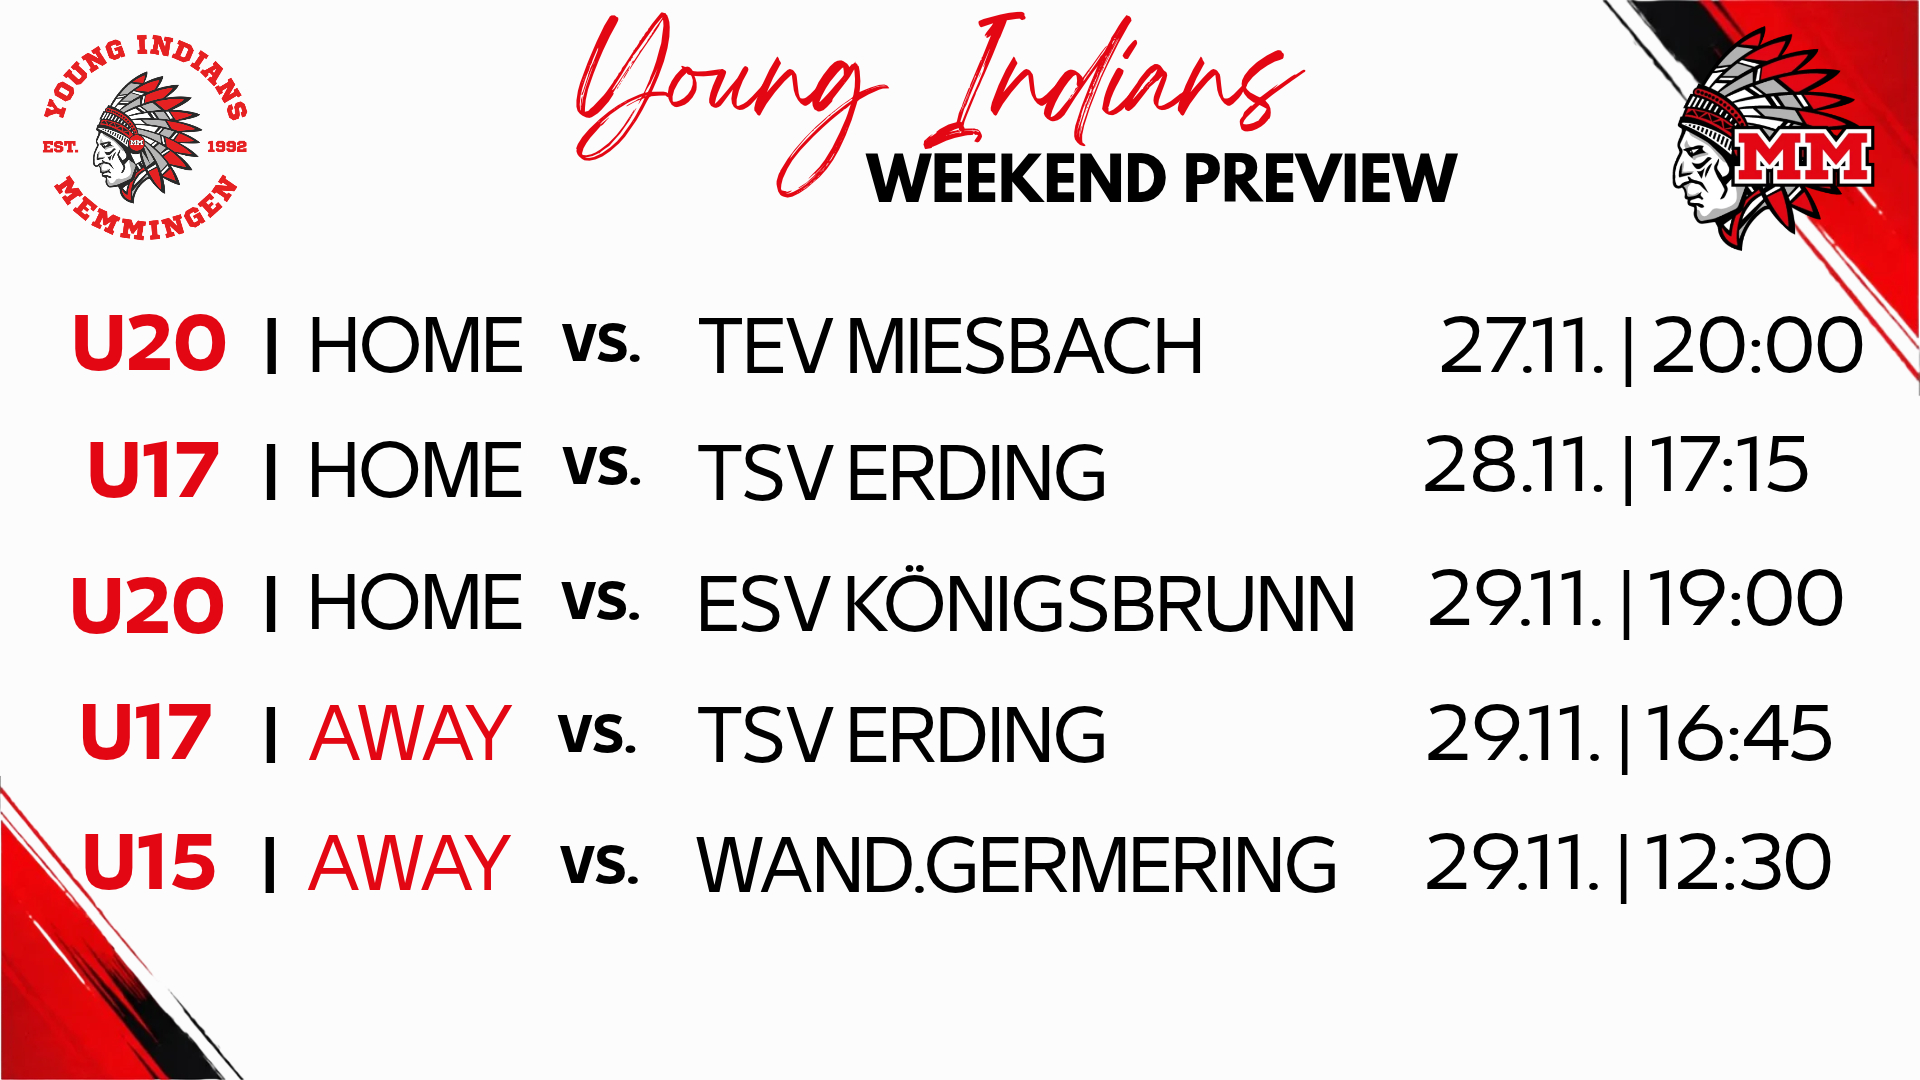 YOUNG INDIANS
EST. 1992
MEMMINGEN
MM
Young Indians
WEEKEND PREVIEW
MM
U20 | HOME vs. TEV MIESBACH 27.11. | 20:00
U17 | HOME vs. TSV ERDING 28.11. | 17:15
U20 | HOME vs. ESV KÖNIGSBRUNN 29.11. | 19:00
U17 | AWAY vs. TSV ERDING 29.11. | 16:45
U15 | AWAY vs. WAND.GERMERING 29.11. | 12:30